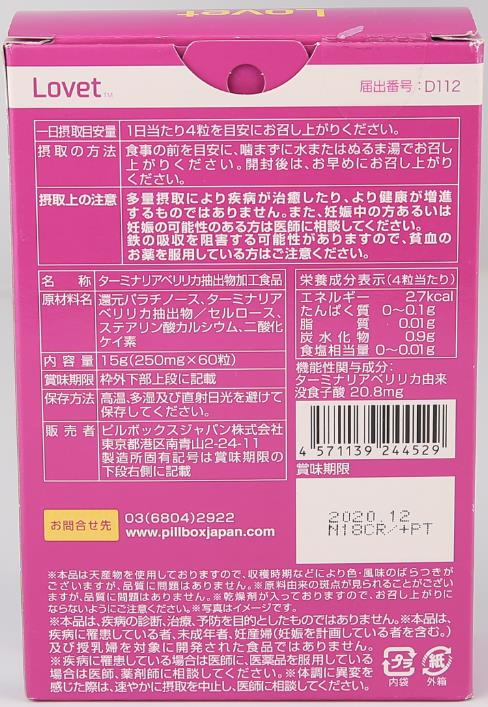 Lovet
Lovet™
届出番号:D112
一日摂取目安量 1日当たり4粒を目安にお召し上がりください。
摂取の方法 食事の前を目安に、噛まずに水またはぬるま湯でお召し
上がりください。開封後は、お早めにお召し上がり
ください。
摂取上の注意 多量摂取により疾病が治癒したり、より健康が増進
するものではありません。また、妊娠中の方あるいは
妊娠の可能性のある方は医師に相談してください。
鉄の吸収を阻害する可能性がありますので、貧血の
お薬を服用している方はご注意ください。
名称 ターミナリアベリリカ抽出物加工食品
原材料名 還元パラチノース、ターミナリア
ベリリカ抽出物/セルロース、
ステアリン酸カルシウム、二酸化
ケイ素
内容量 15g(250mg×60粒)
賞味期限 枠外下部上段に記載
保存方法 高温、多湿及び直射日光を避けて
保存してください。
販売者 ピルボックスジャパン株式会社
東京都港区南青山2-24-11
製造所固有記号は賞味期限の
下段右側に記載
栄養成分表示(4粒当たり)
エネルギー 2.7kcal
たんぱく質 0〜0.1g
脂質 0.01g
炭水化物 0.9g
食塩相当量 0〜0.01g
機能性関与成分:
ターミナリアベリリカ由来
没食子酸 20.8mg
4 571139 244529
賞味期限
2020.12
N18CR/+PT
お問合せ先 03(6804)2922
www.pillboxjapan.com
※本品は天産物を使用しておりますので、収穫時期などにより色・風味のばらつきが
ございますが、品質に問題はありません。※原料由来の斑点が見られることがござい
ますが、品質に問題はありません。※乾燥剤が入っておりますので、お召し上がりに
ならないようにご注意ください。※写真はイメージです。
※本品は、疾病の診断、治療、予防を目的としたものではありません。※本品は、
疾病に罹患している者、未成年者、妊産婦(妊娠を計画している者を含む。)
及び授乳婦を対象に開発された食品ではありません。
※疾病に罹患している場合は医師に、医薬品を服用している
場合は医師、薬剤師に相談してください。※体調に異変を
感じた際は、速やかに摂取を中止し、医師に相談してください。
プラ
内袋
紙
外箱